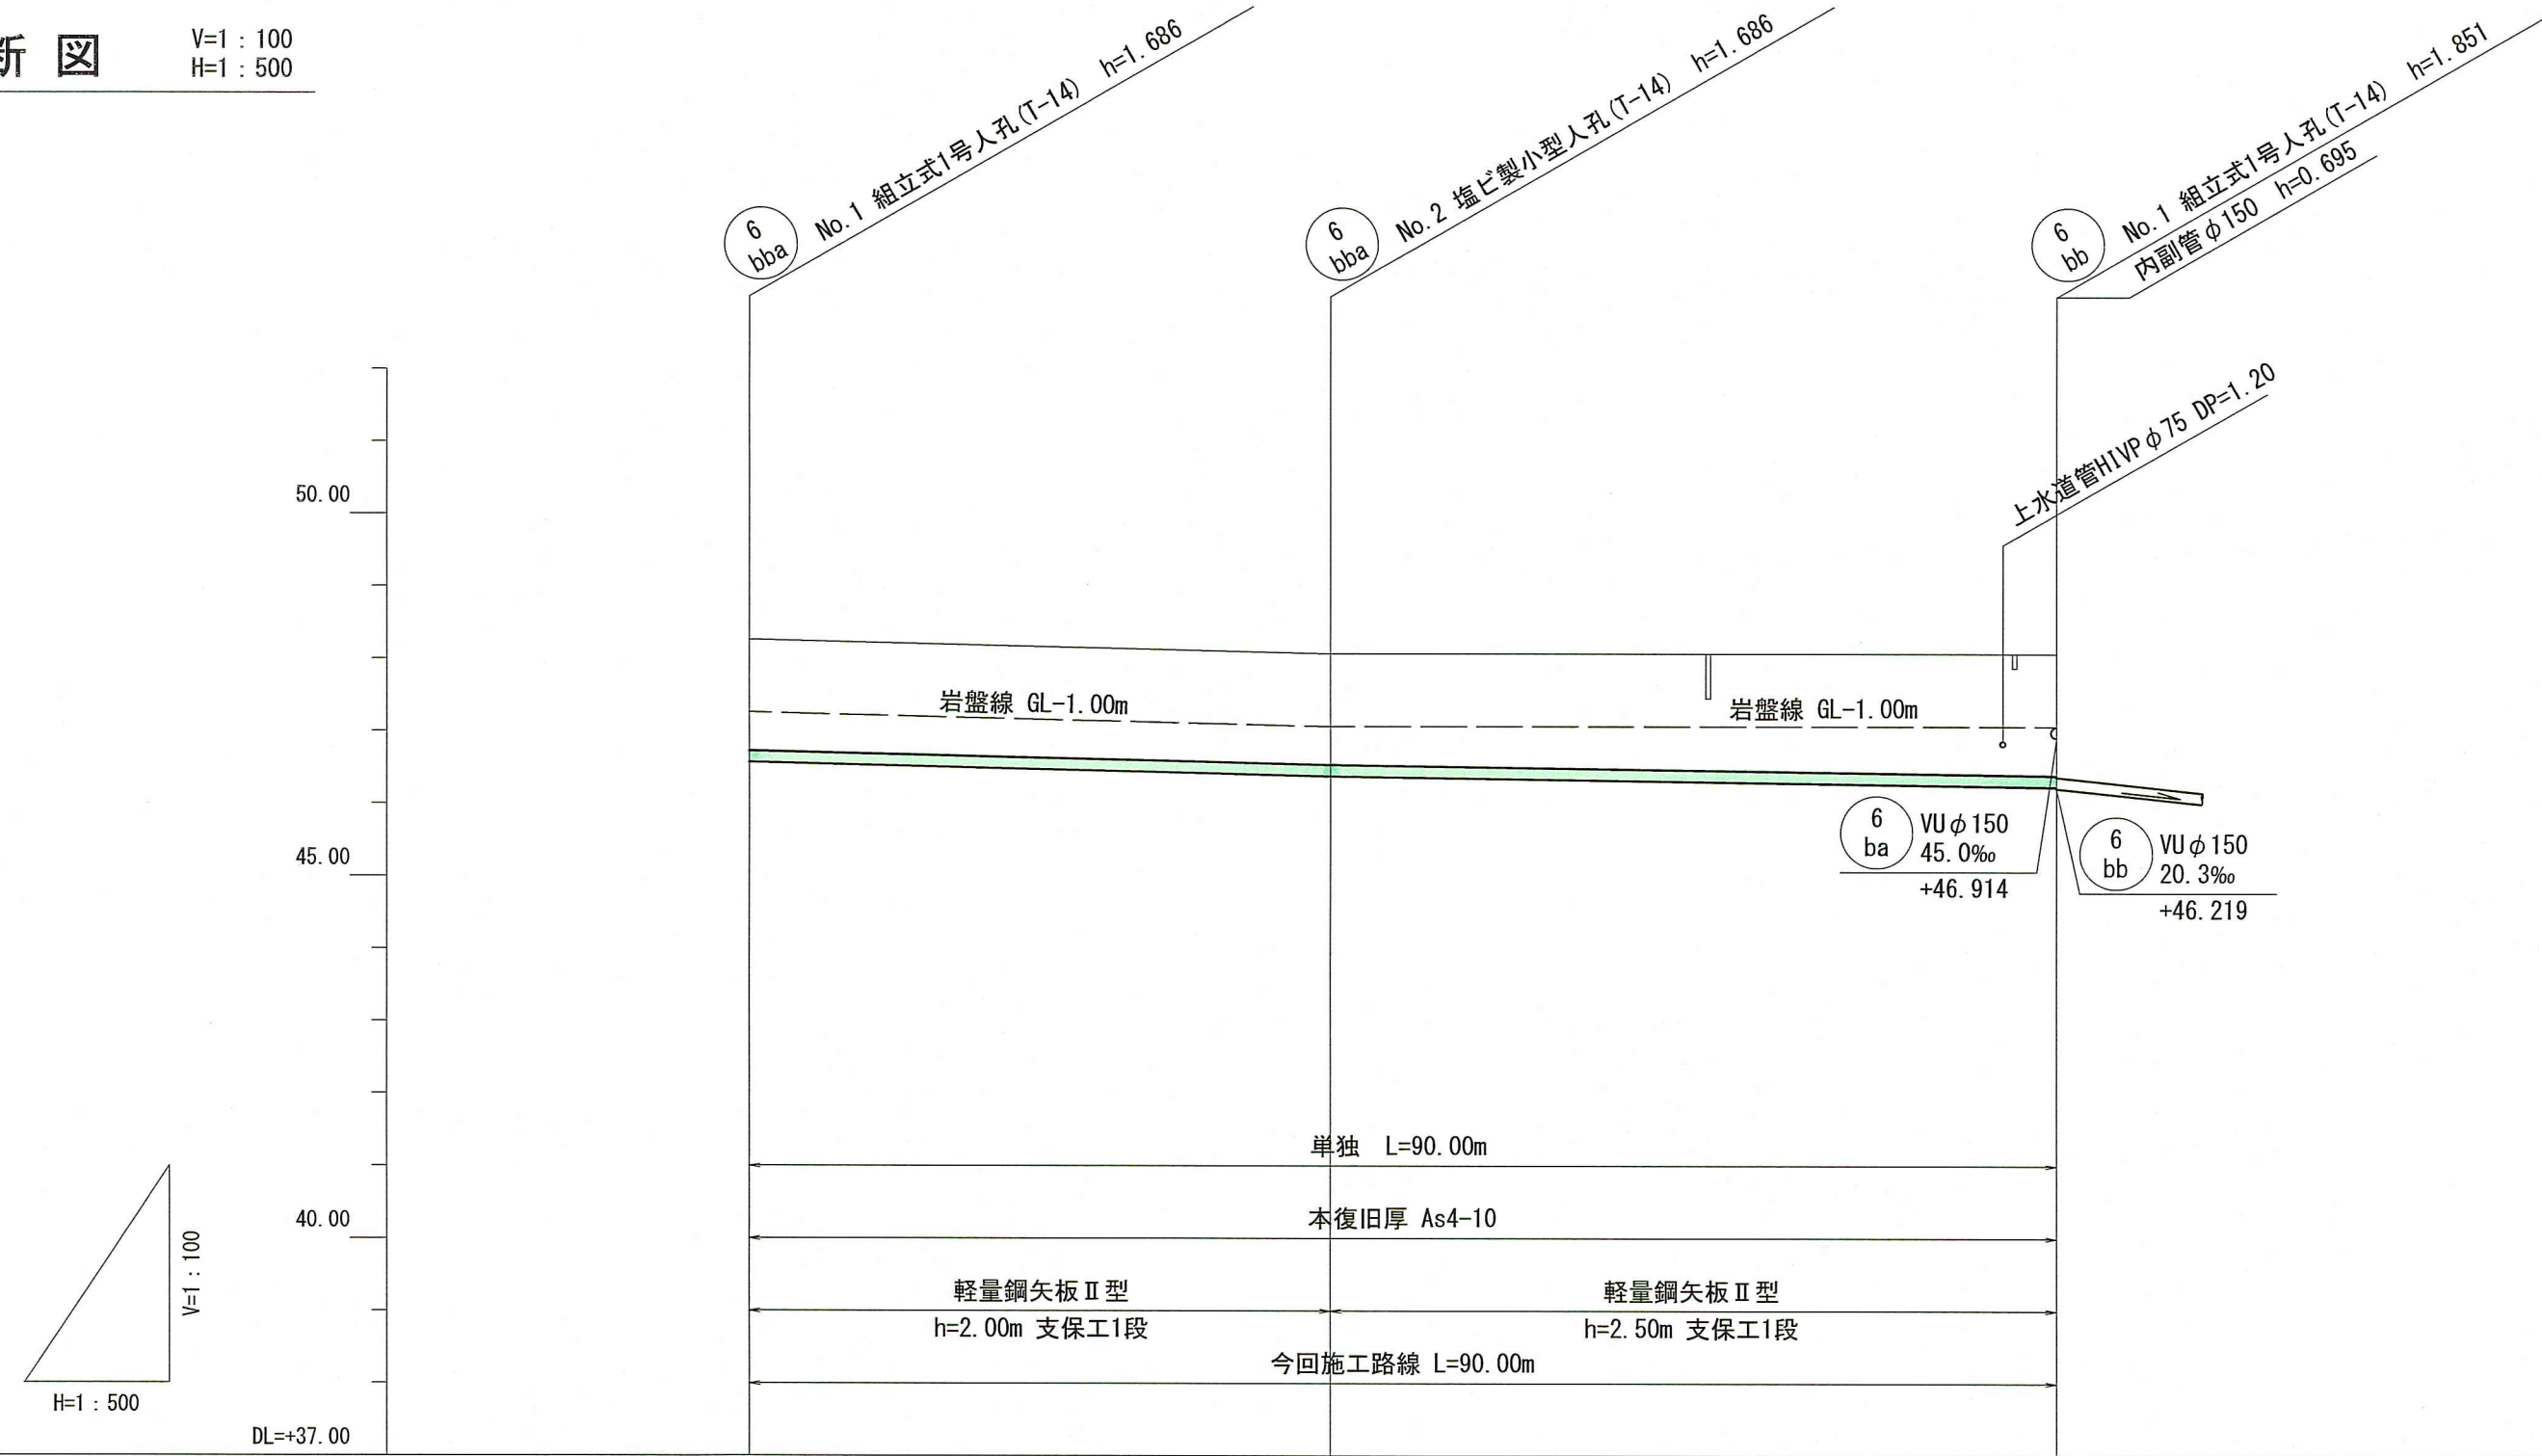 断 図
V=1 : 100
H=1 : 500
6
bba
No.1 組立式1号人孔(T-14) h=1.686
6
bba
No.2 塩ビ製小型人孔(T-14) h=1.686
6
bb
No.1 組立式1号人孔(T-14) h=1.851
内副管φ150 h=0.695
上水道管HIVPφ75 DP=1.20
50.00
岩盤線 GL-1.00m
岩盤線 GL-1.00m
45.00
6
ba
VUφ150
45.0‰
+46.914
6
bb
VUφ150
20.3‰
+46.219
単独 L=90.00m
40.00
本復旧厚 As4-10
軽量鋼矢板Ⅱ型
h=2.00m 支保工1段
軽量鋼矢板Ⅱ型
h=2.50m 支保工1段
今回施工路線 L=90.00m
V=1 : 100
H=1 : 500
DL=+37.00